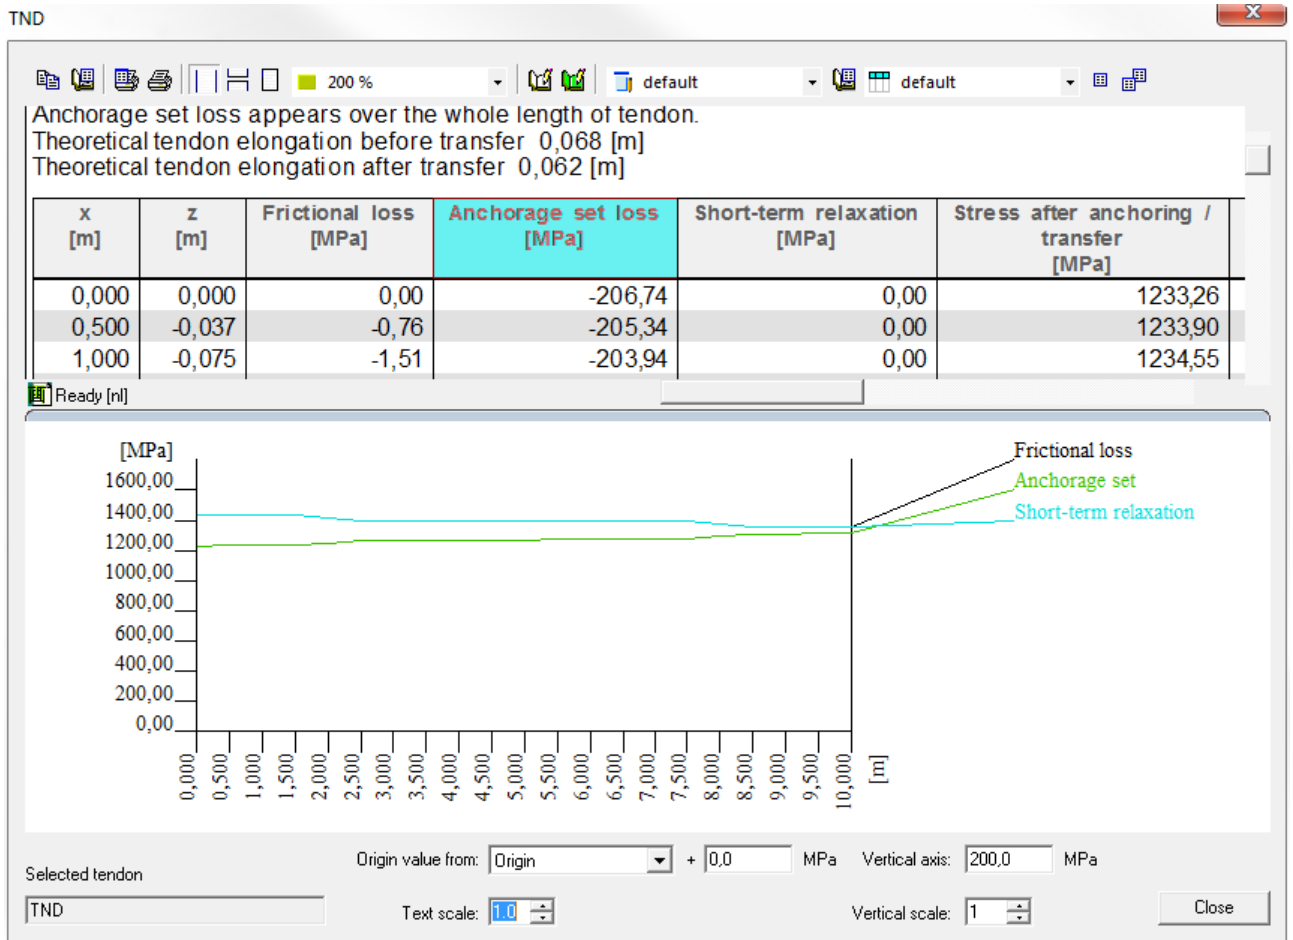 TND
200 %
default
default
Anchorage set loss appears over the whole length of tendon.
Theoretical tendon elongation before transfer 0,068 [m]
Theoretical tendon elongation after transfer 0,062 [m]
x [m] z [m] Frictional loss [MPa] Anchorage set loss [MPa] Short-term relaxation [MPa] Stress after anchoring / transfer [MPa]
0,000 0,000 0,00 -206,74 0,00 1233,26
0,500 -0,037 -0,76 -205,34 0,00 1233,90
1,000 -0,075 -1,51 -203,94 0,00 1234,55
Ready [nl]
[MPa]
1600,00
1400,00
1200,00
1000,00
800,00
600,00
400,00
200,00
0,00
Frictional loss
Anchorage set
Short-term relaxation
0,000 0,500 1,000 1,500 2,000 2,500 3,000 3,500 4,000 4,500 5,000 5,500 6,000 6,500 7,000 7,500 8,000 8,500 9,000 9,500 10,000 [m]
Origin value from: Origin + 0,0 MPa Vertical axis: 200,0 MPa
Selected tendon
TND Text scale: 1.0 Vertical scale: 1 Close